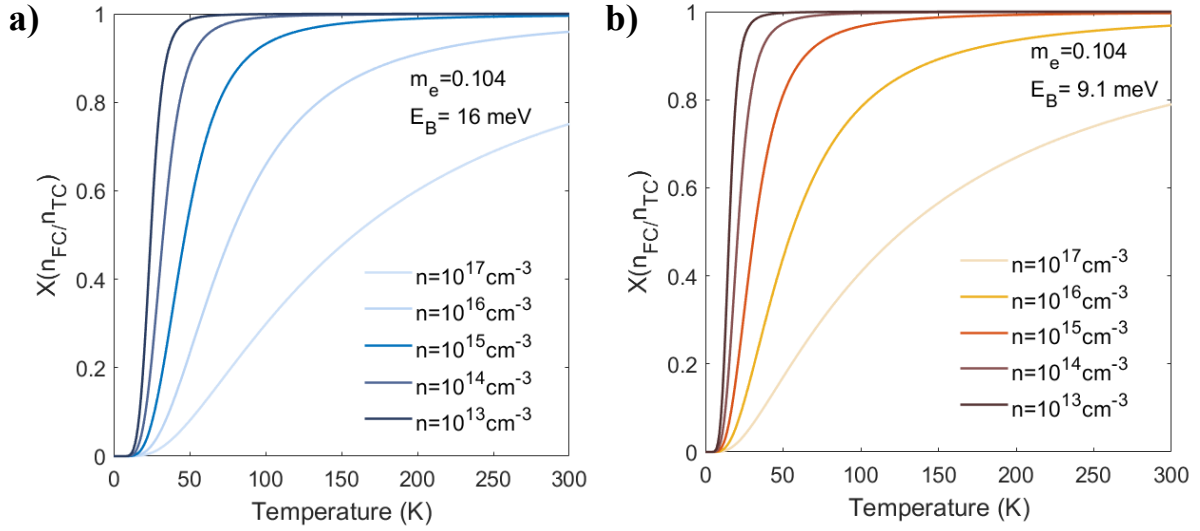 a)
1
0.8
0.6
0.4
0.2
0
X(n_FC/n_TC)
m_e=0.104
E_B= 16 meV
n=10^17cm^-3
n=10^16cm^-3
n=10^15cm^-3
n=10^14cm^-3
n=10^13cm^-3
0 50 100 150 200 250 300
Temperature (K)
b)
1
0.8
0.6
0.4
0.2
0
X(n_FC/n_TC)
m_e=0.104
E_B= 9.1 meV
n=10^17cm^-3
n=10^16cm^-3
n=10^15cm^-3
n=10^14cm^-3
n=10^13cm^-3
0 50 100 150 200 250 300
Temperature (K)